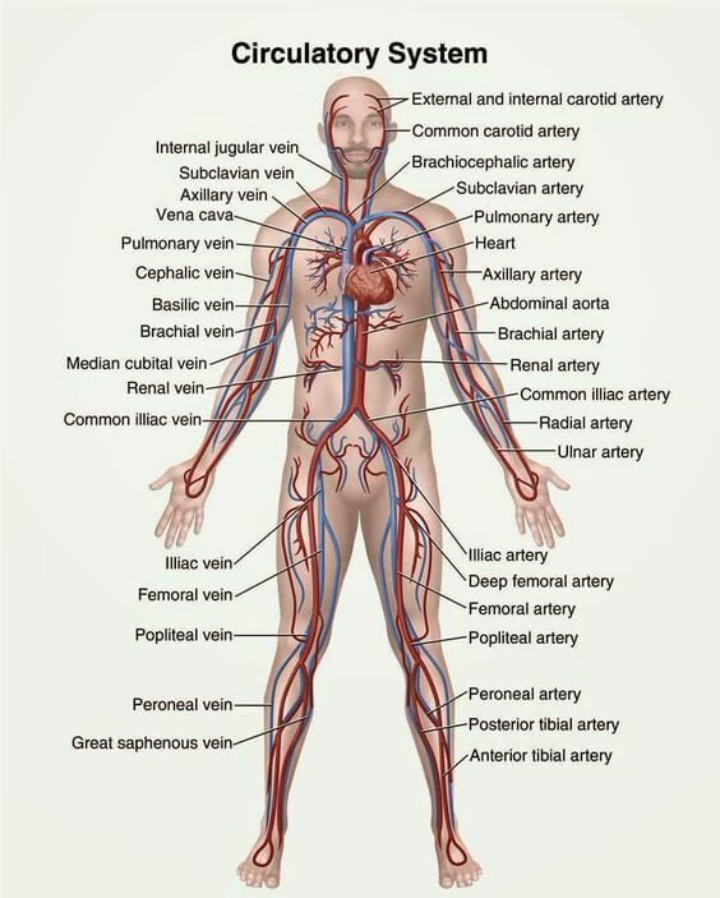 Circulatory System
External and internal carotid artery
Common carotid artery
Internal jugular vein
Brachiocephalic artery
Subclavian vein
Subclavian artery
Axillary vein
Vena cava
Pulmonary artery
Pulmonary vein
Heart
Cephalic vein
Axillary artery
Basilic vein
Abdominal aorta
Brachial vein
Brachial artery
Median cubital vein
Renal artery
Renal vein
Common illiac artery
Common illiac vein
Radial artery
Ulnar artery
Illiac vein
Illiac artery
Deep femoral artery
Femoral vein
Femoral artery
Popliteal vein
Popliteal artery
Peroneal vein
Peroneal artery
Posterior tibial artery
Great saphenous vein
Anterior tibial artery